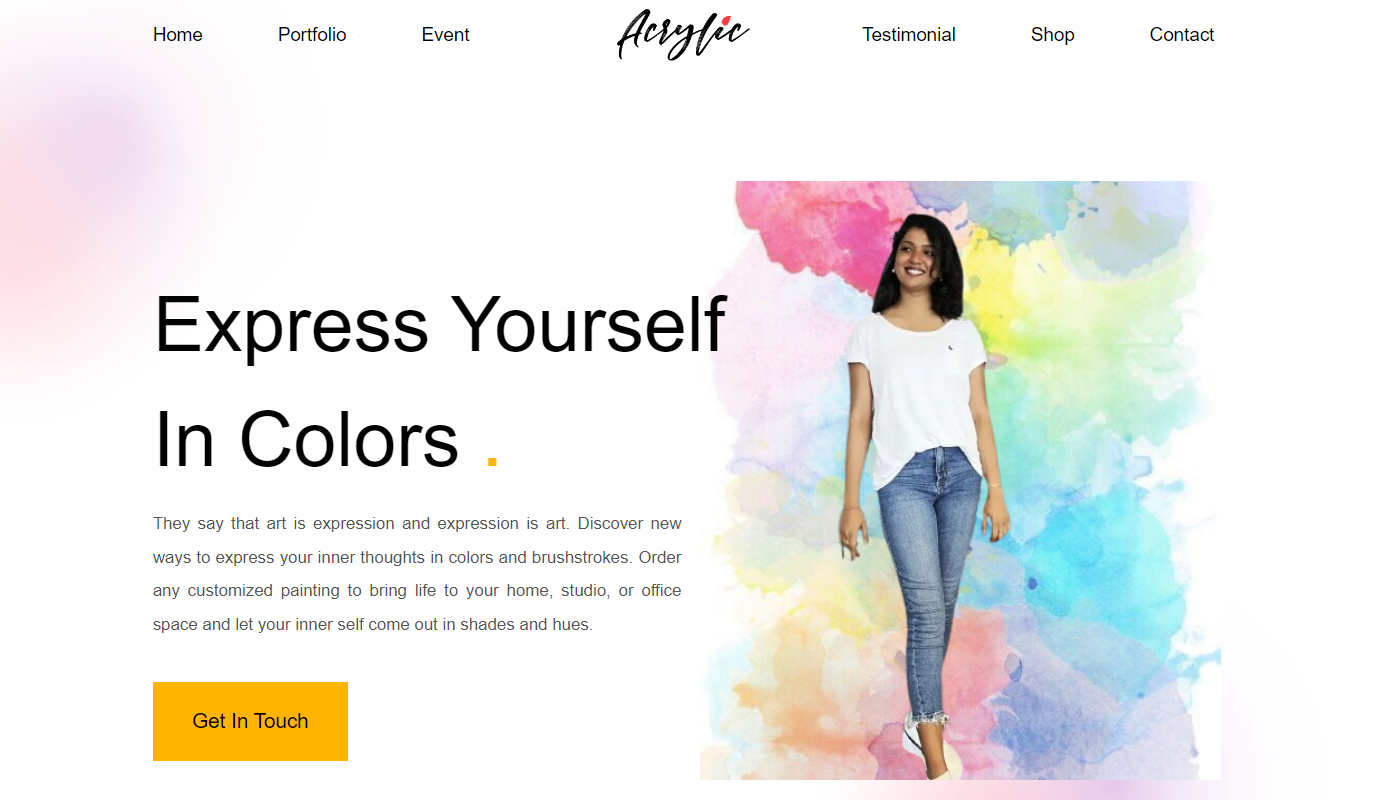 Home
Portfolio
Event
Acrylic
Testimonial
Shop
Contact
Express Yourself
In Colors .
They say that art is expression and expression is art. Discover new
ways to express your inner thoughts in colors and brushstrokes. Order
any customized painting to bring life to your home, studio, or office
space and let your inner self come out in shades and hues.
Get In Touch